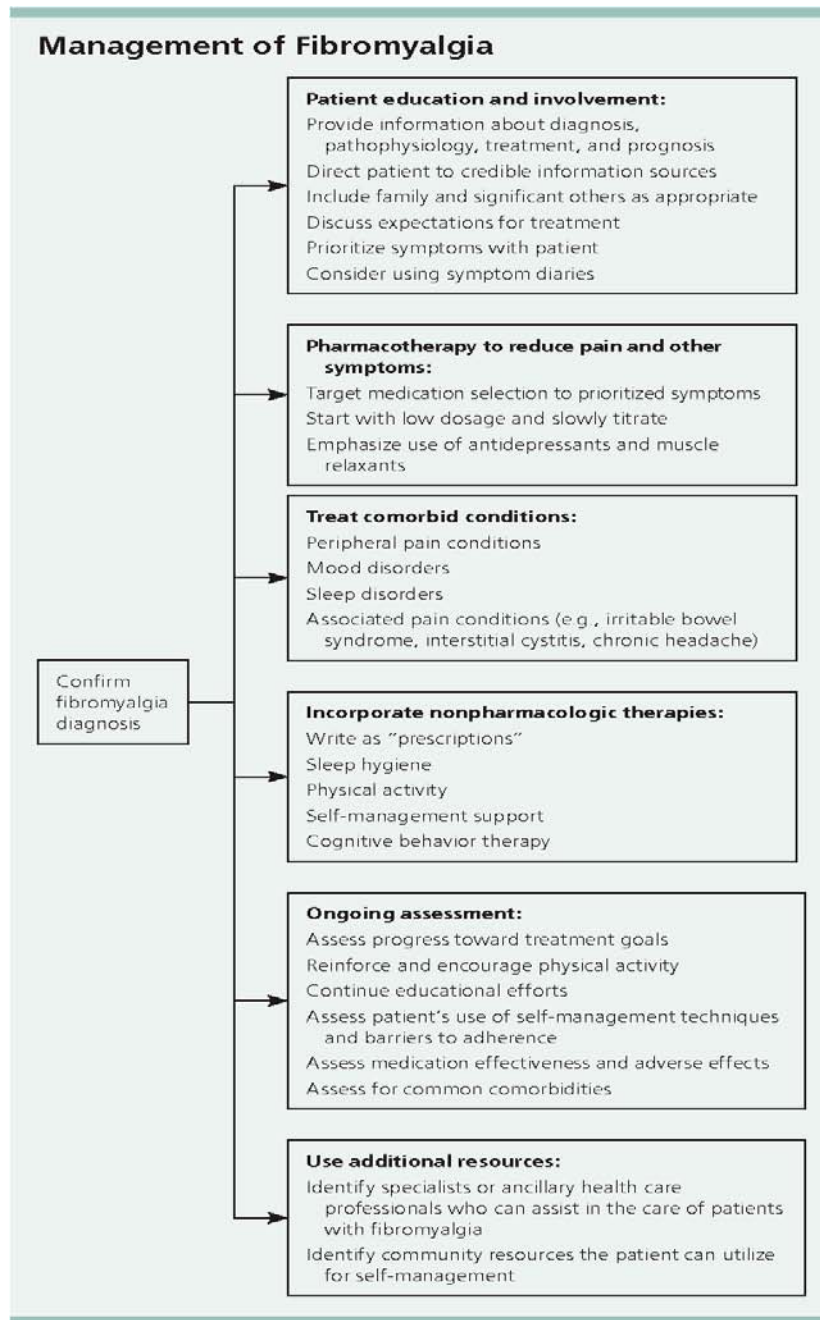 Management of Fibromyalgia
Patient education and involvement:
Provide information about diagnosis,
pathophysiology, treatment, and prognosis
Direct patient to credible information sources
Include family and significant others as appropriate
Discuss expectations for treatment
Prioritize symptoms with patient
Consider using symptom diaries
Pharmacotherapy to reduce pain and other
symptoms:
Target medication selection to prioritized symptoms
Start with low dosage and slowly titrate
Emphasize use of antidepressants and muscle
relaxants
Treat comorbid conditions:
Peripheral pain conditions
Mood disorders
Sleep disorders
Associated pain conditions (e.g., irritable bowel
syndrome, interstitial cystitis, chronic headache)
Confirm
fibromyalgia
diagnosis
Incorporate nonpharmacologic therapies:
Write as "prescriptions"
Sleep hygiene
Physical activity
Self-management support
Cognitive behavior therapy
Ongoing assessment:
Assess progress toward treatment goals
Reinforce and encourage physical activity
Continue educational efforts
Assess patient's use of self-management techniques
and barriers to adherence
Assess medication effectiveness and adverse effects
Assess for common comorbidities
Use additional resources:
Identify specialists or ancillary health care
professionals who can assist in the care of patients
with fibromyalgia
Identify community resources the patient can utilize
for self-management